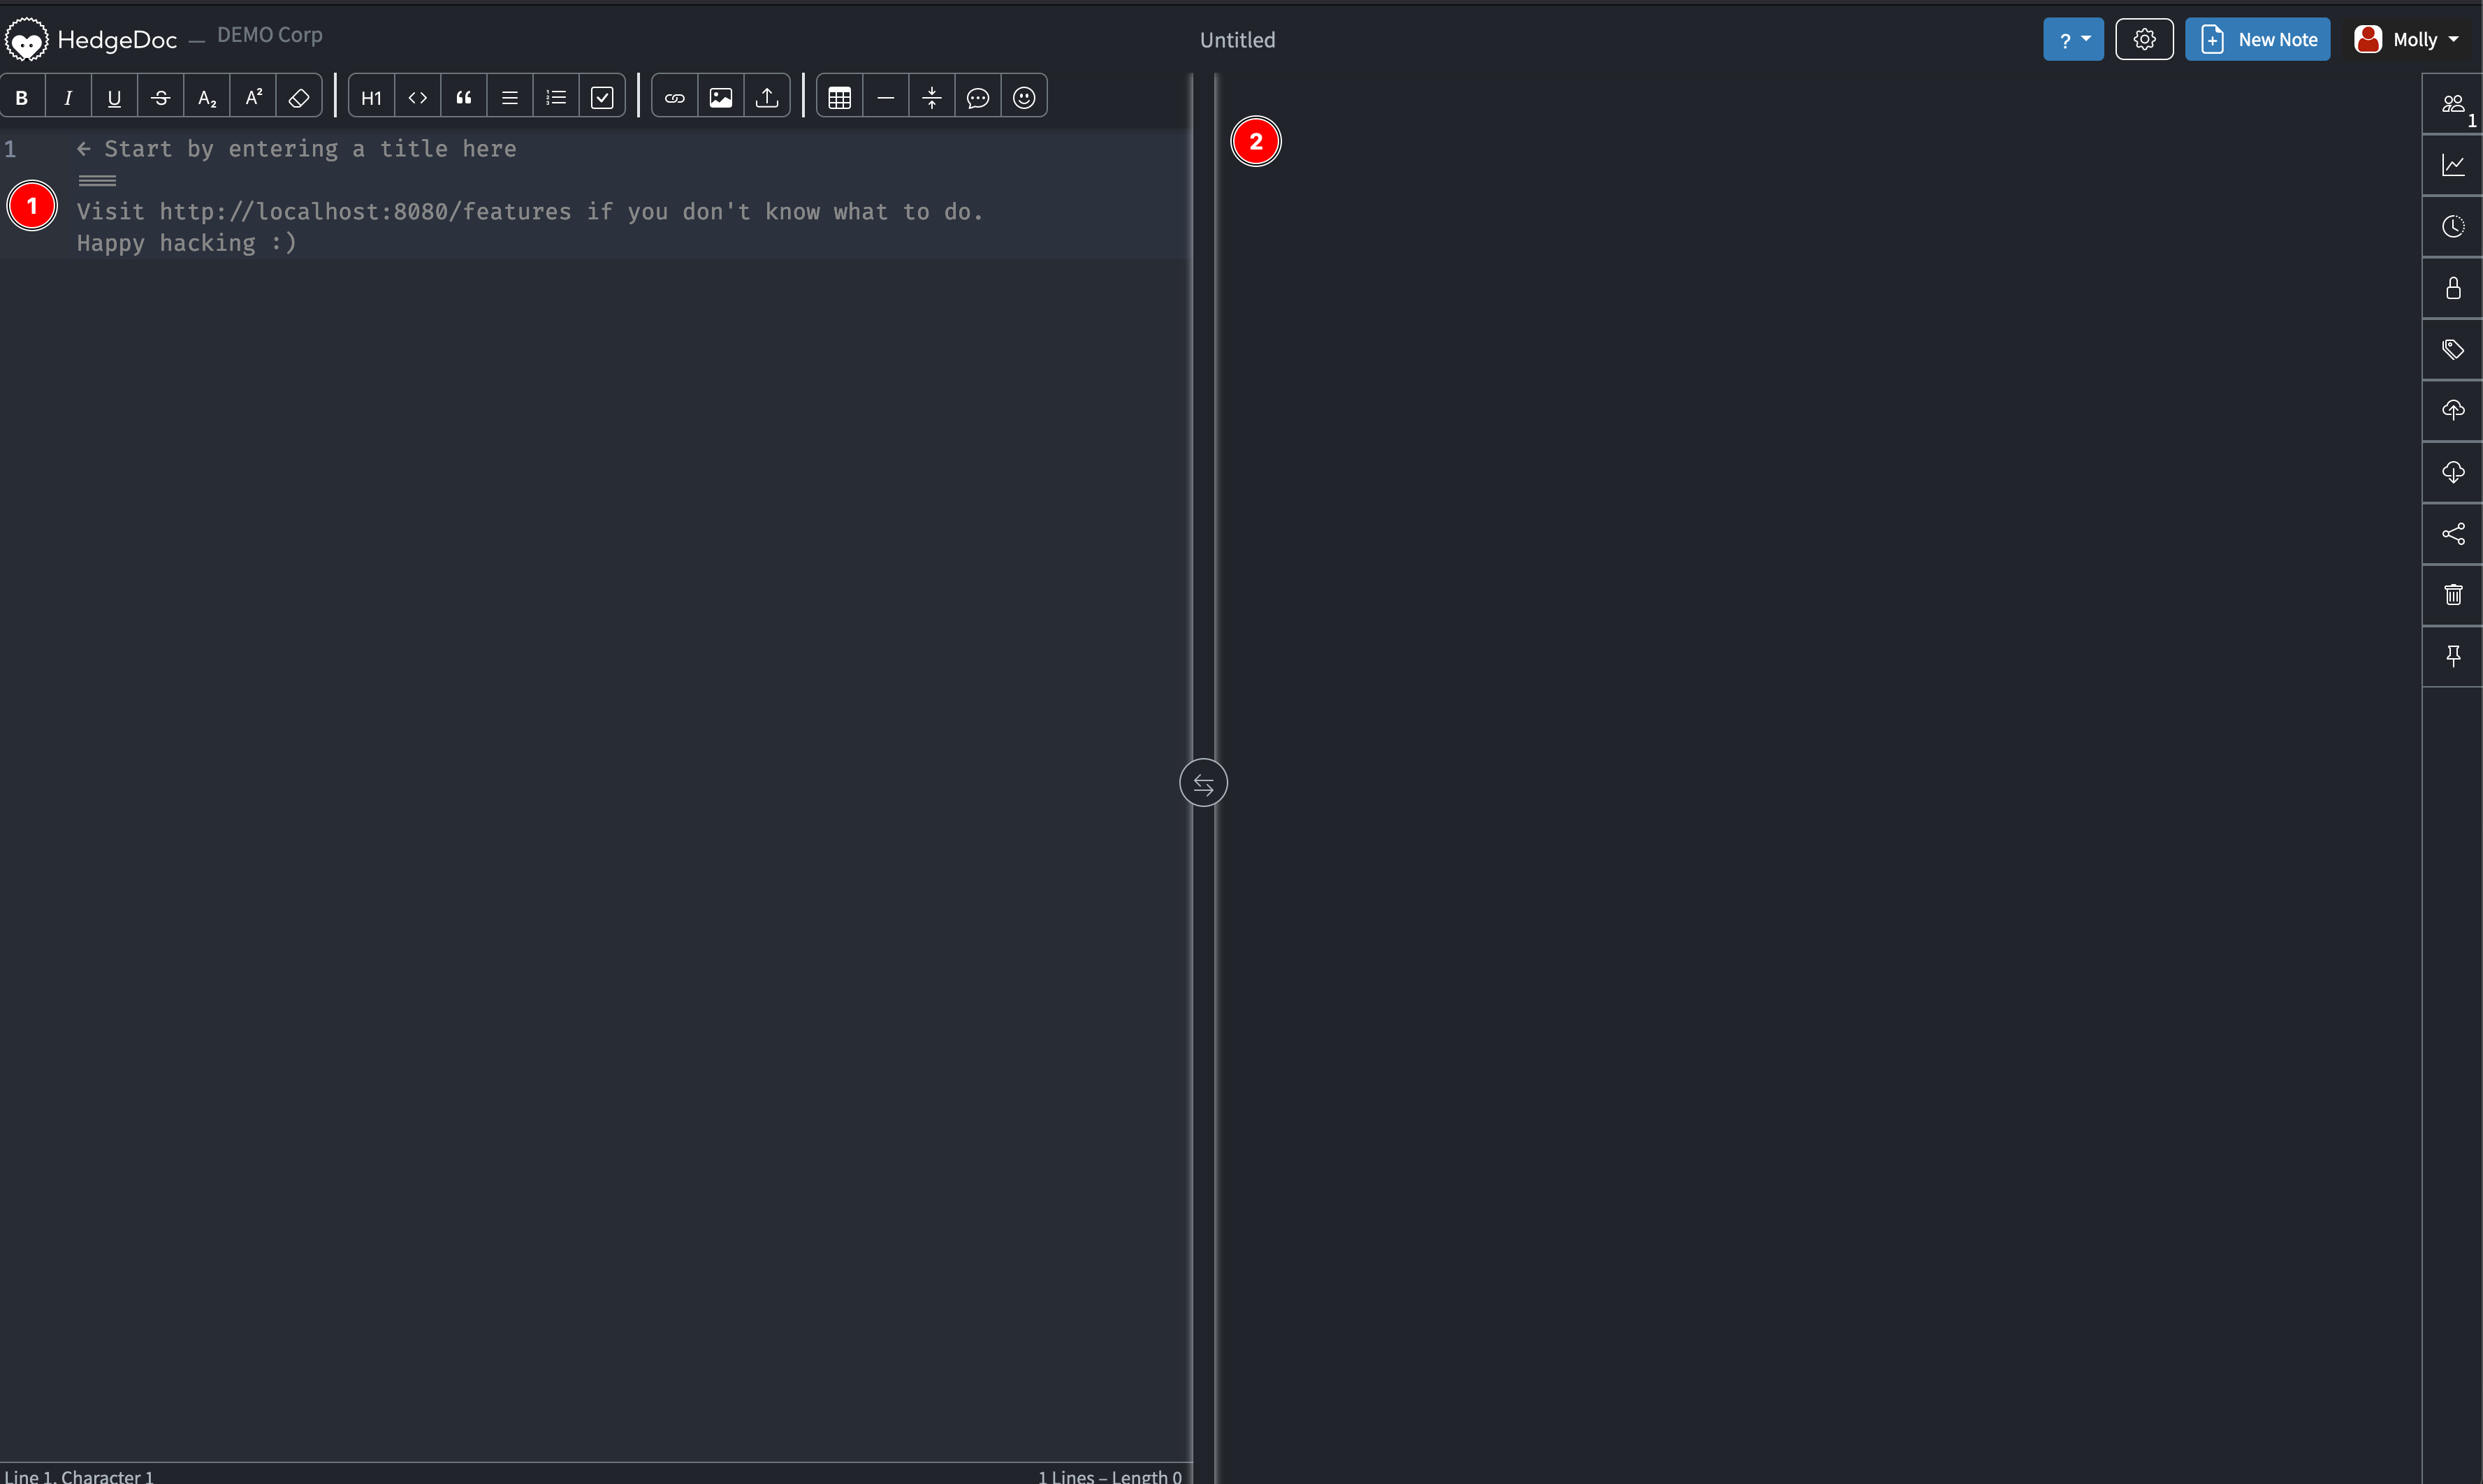 HedgeDoc — DEMO Corp
Untitled
?
New Note
Molly
B I U S A₂ A² H1
1
1 ← Start by entering a title here
===
1
Visit http://localhost:8080/features if you don't know what to do.
Happy hacking :)
2
Line 1, Character 1
1 Lines – Length 0